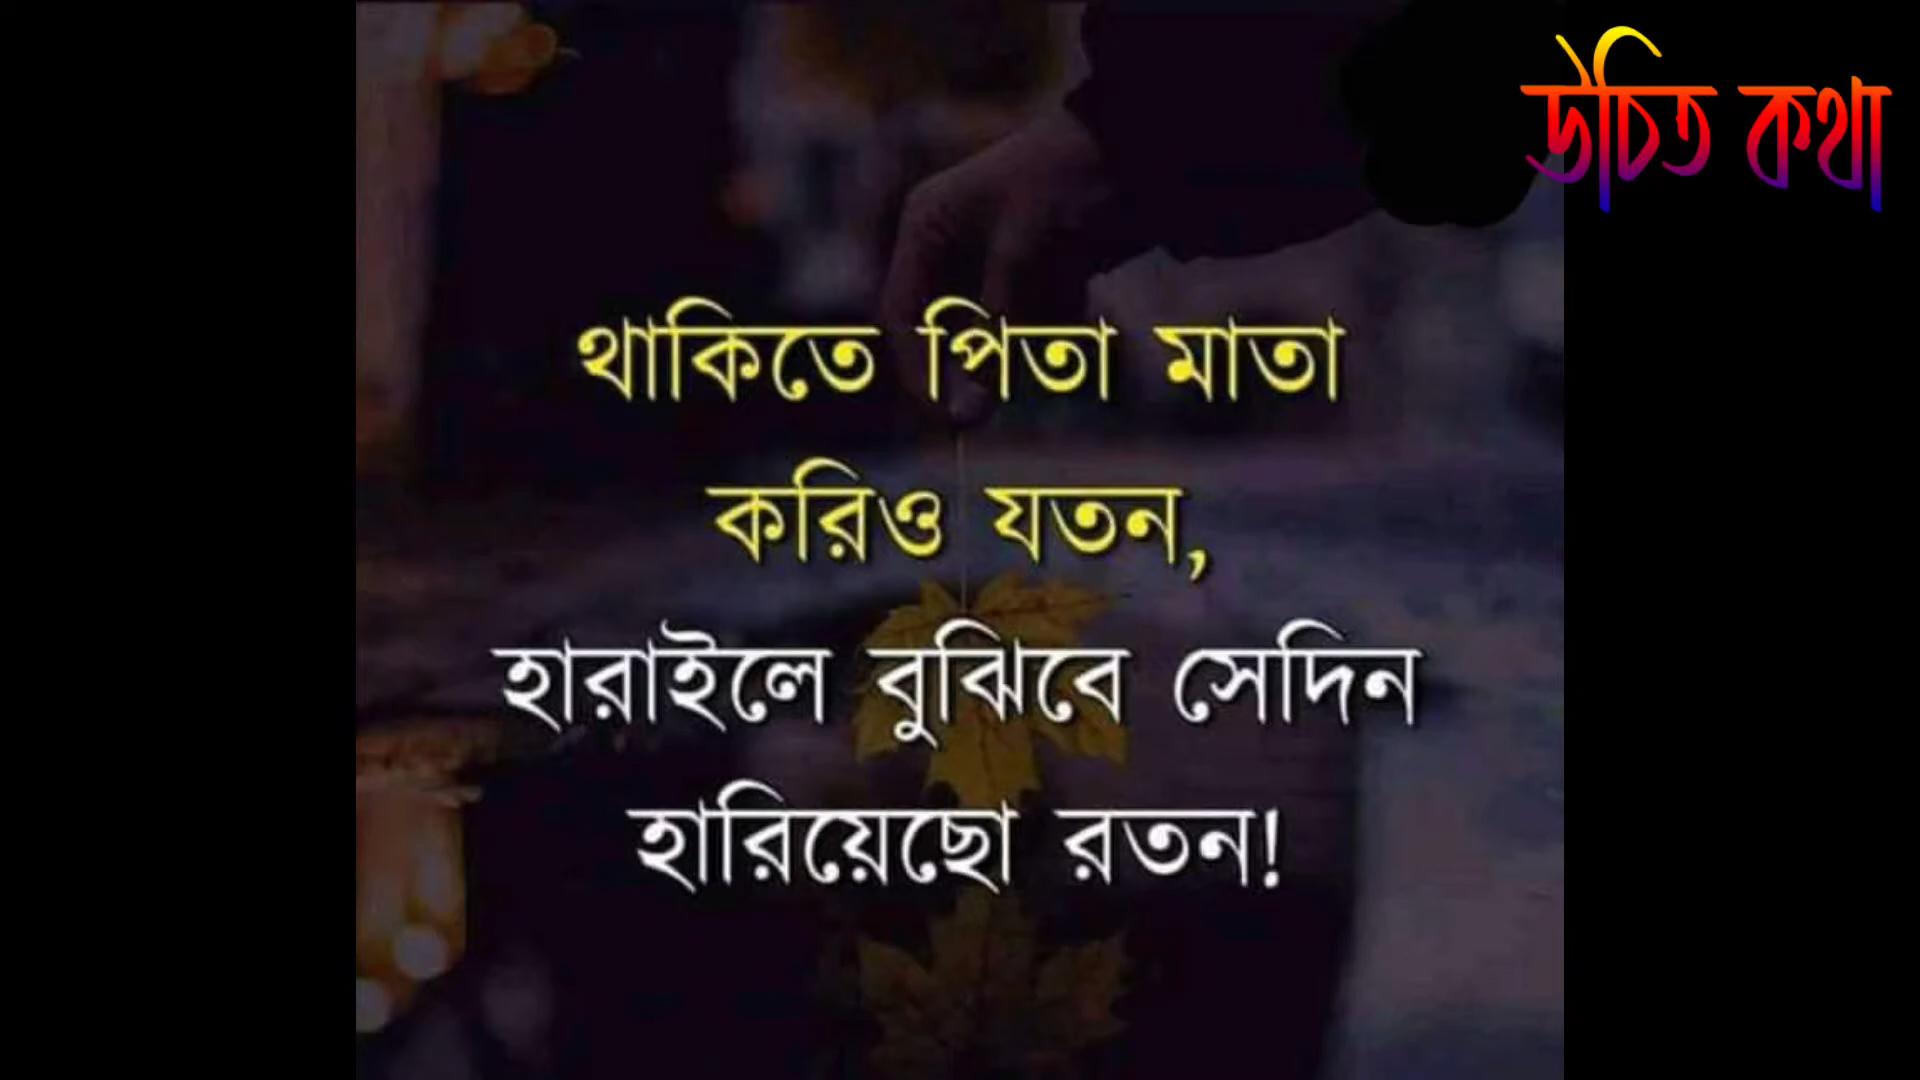 উচিত কথা
থাকিতে পিতা মাতা
করিও যতন,
হারাইলে বুঝিবে সেদিন
হারিয়েছো রতন!